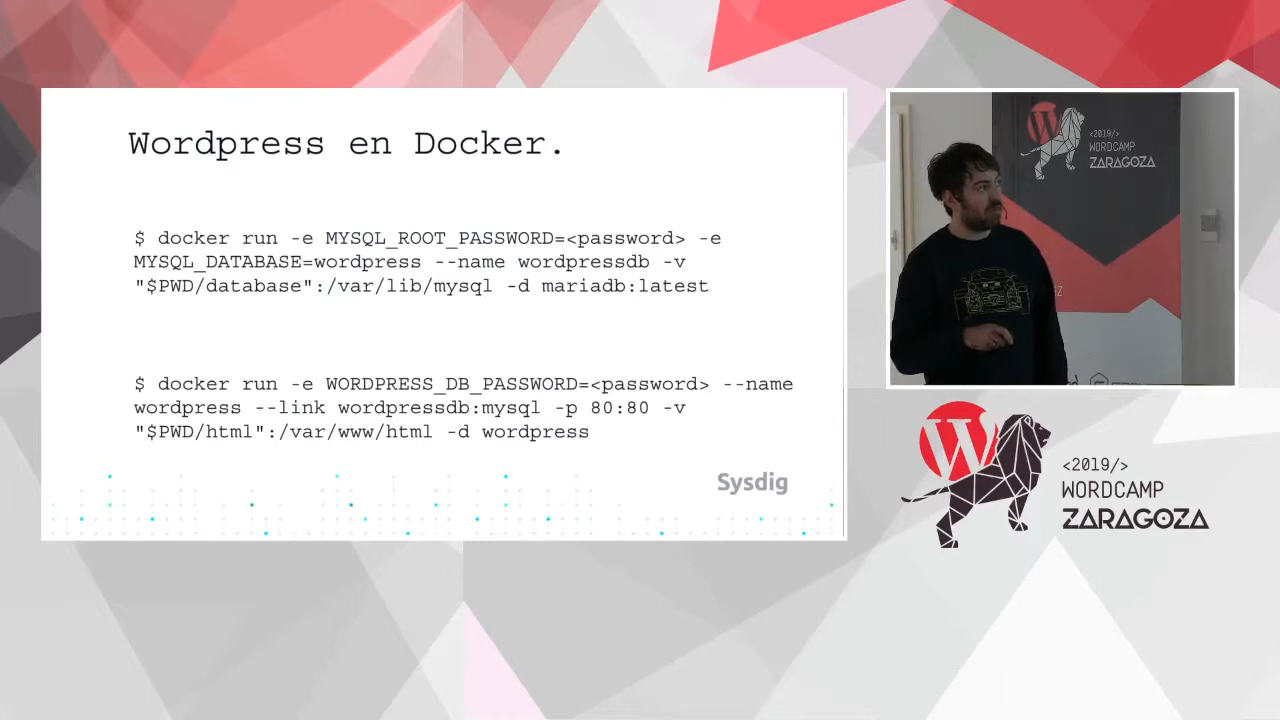 Wordpress en Docker.
$ docker run -e MYSQL_ROOT_PASSWORD=<password> -e
MYSQL_DATABASE=wordpress --name wordpressdb -v
"$PWD/database":/var/lib/mysql -d mariadb:latest
$ docker run -e WORDPRESS_DB_PASSWORD=<password> --name
wordpress --link wordpressdb:mysql -p 80:80 -v
"$PWD/html":/var/www/html -d wordpress
Sysdig
<2019/>
WORDCAMP
ZARAGOZA
<2019/>
WORDCAMP
ZARAGOZA